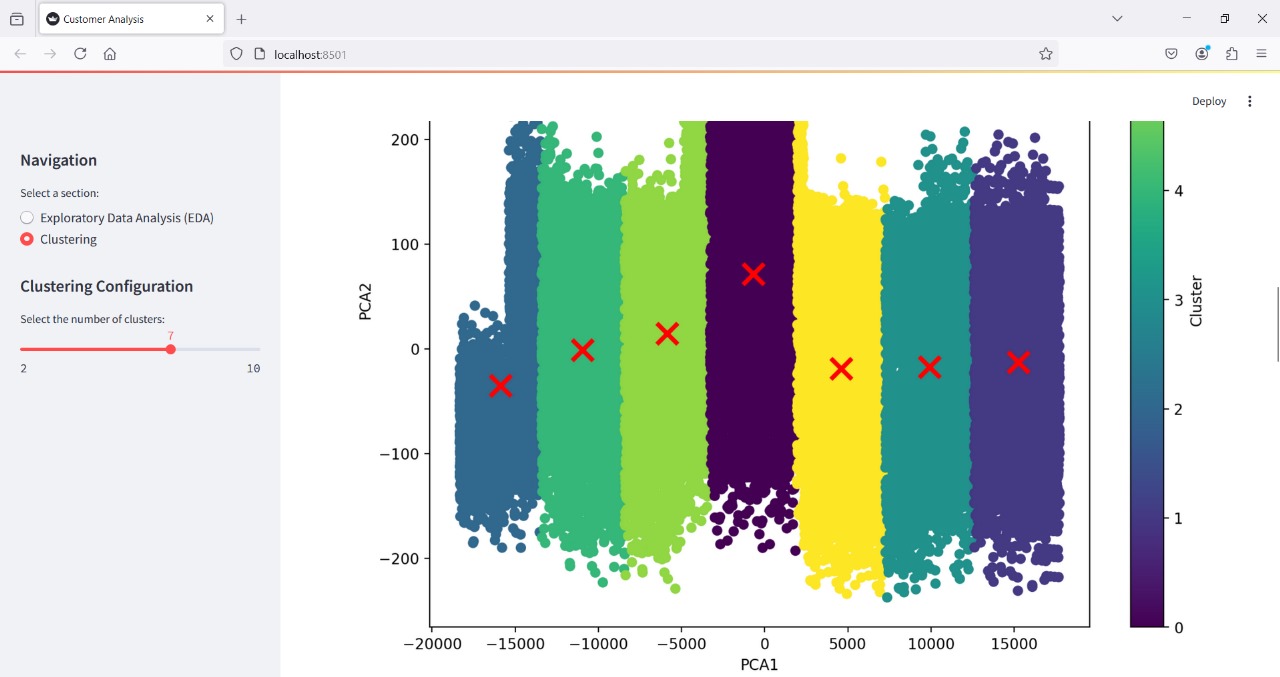 Customer Analysis
localhost:8501
Deploy
Navigation
Select a section:
Exploratory Data Analysis (EDA)
Clustering
Clustering Configuration
Select the number of clusters:
7
2 10
200
100
0
−100
−200
PCA2
−20000 −15000 −10000 −5000 0 5000 10000 15000
PCA1
4
3
2
1
0
Cluster